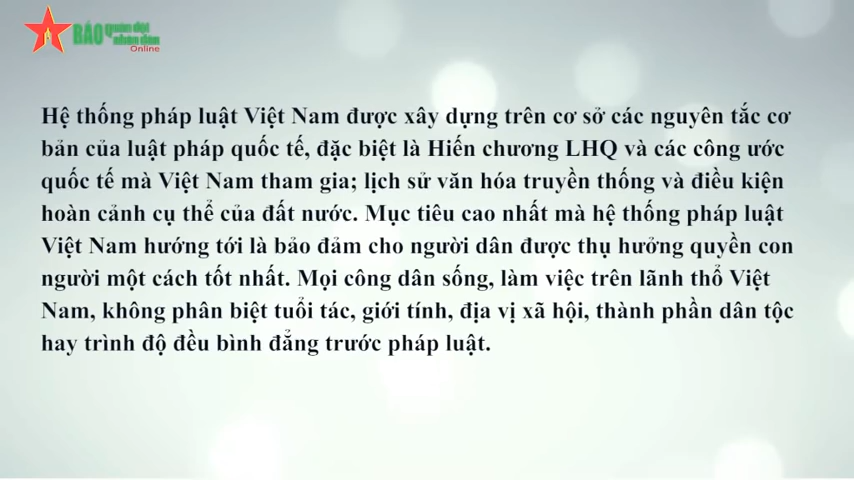 BÁO quân đội
nhân dân
Online
Hệ thống pháp luật Việt Nam được xây dựng trên cơ sở các nguyên tắc cơ
bản của luật pháp quốc tế, đặc biệt là Hiến chương LHQ và các công ước
quốc tế mà Việt Nam tham gia; lịch sử văn hóa truyền thống và điều kiện
hoàn cảnh cụ thể của đất nước. Mục tiêu cao nhất mà hệ thống pháp luật
Việt Nam hướng tới là bảo đảm cho người dân được thụ hưởng quyền con
người một cách tốt nhất. Mọi công dân sống, làm việc trên lãnh thổ Việt
Nam, không phân biệt tuổi tác, giới tính, địa vị xã hội, thành phần dân tộc
hay trình độ đều bình đẳng trước pháp luật.